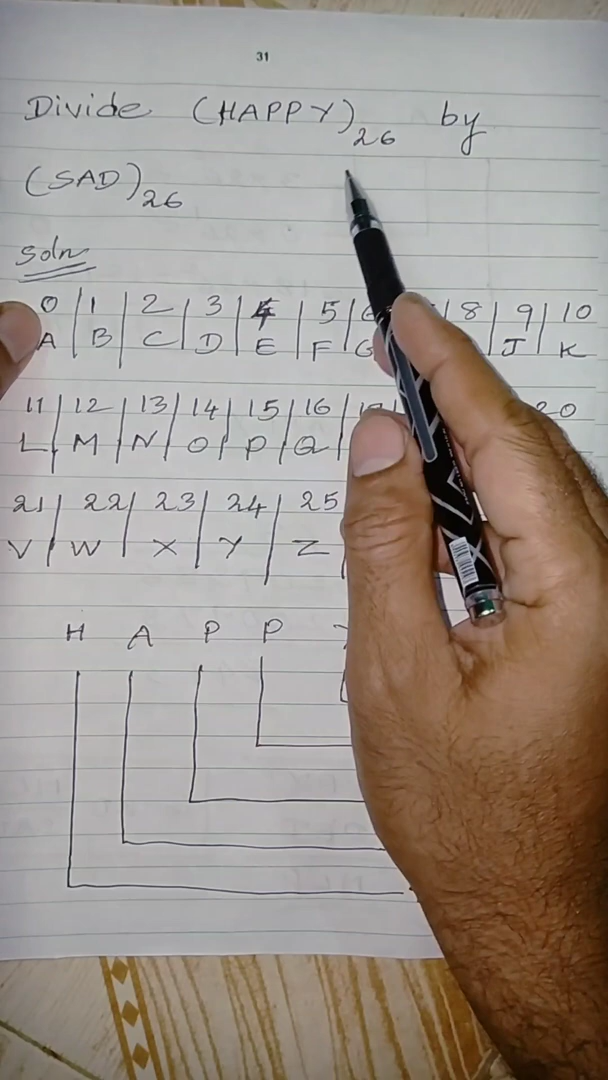 31
Divide (HAPPY)26 by
(SAD)26
Soln
0 | 1 | 2 | 3 | 4 | 5 | 8 | 9 | 10
A | B | C | D | E | F | G J | K
11 | 12 | 13 | 14 | 15 | 16 | 20
L | M | N | O | P | Q |
21 | 22 | 23 | 24 | 25
V | W | X | Y | Z |
H A P P